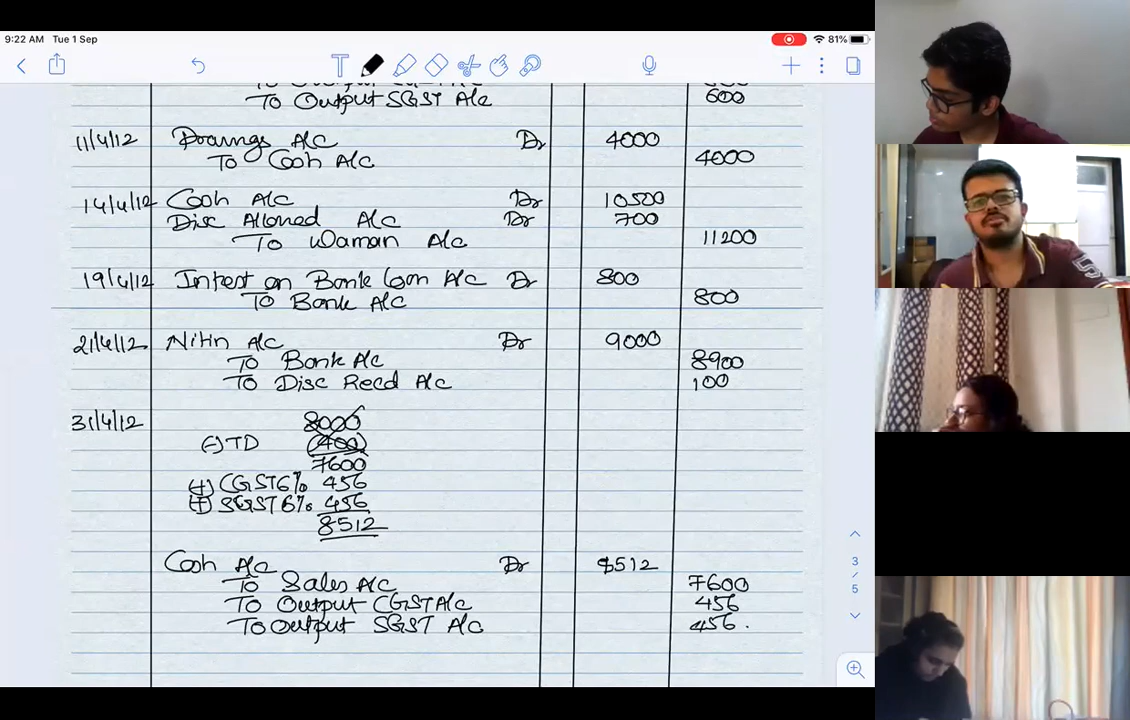 9:22 AM Tue 1 Sep 81%
To Output SGST A/c 600
11/4/12 Drawings A/c Dr 4000
To Cash A/c 4000
14/4/12 Cash A/c Dr 10500
Disc Allowed A/c Dr 700
To Waman A/c 11200
19/4/12 Intrest on Bank loan A/c Dr 800
To Bank A/c 800
21/4/12 Nitin A/c Dr 9000
To Bank A/c 8900
To Disc Recd A/c 100
31/4/12 8000
(-) TD (400)
7600
(+) CGST 6% 456
(+) SGST 6% 456
8512
Cash A/c Dr 8512
To Sales A/c 7600
To Output CGST A/c 456
To Output SGST A/c 456.
3
/
5